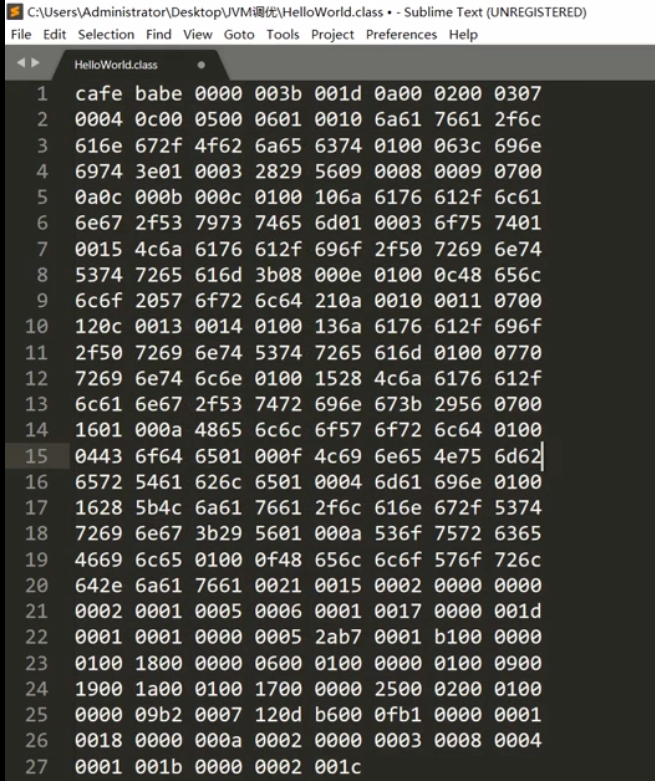 C:\Users\Administrator\Desktop\JVM调优\HelloWorld.class • - Sublime Text (UNREGISTERED)
File Edit Selection Find View Goto Tools Project Preferences Help
HelloWorld.class
1 cafe babe 0000 003b 001d 0a00 0200 0307
2 0004 0c00 0500 0601 0010 6a61 7661 2f6c
3 616e 672f 4f62 6a65 6374 0100 063c 696e
4 6974 3e01 0003 2829 5609 0008 0009 0700
5 0a0c 000b 000c 0100 106a 6176 612f 6c61
6 6e67 2f53 7973 7465 6d01 0003 6f75 7401
7 0015 4c6a 6176 612f 696f 2f50 7269 6e74
8 5374 7265 616d 3b08 000e 0100 0c48 656c
9 6c6f 2057 6f72 6c64 210a 0010 0011 0700
10 120c 0013 0014 0100 136a 6176 612f 696f
11 2f50 7269 6e74 5374 7265 616d 0100 0770
12 7269 6e74 6c6e 0100 1528 4c6a 6176 612f
13 6c61 6e67 2f53 7472 696e 673b 2956 0700
14 1601 000a 4865 6c6c 6f57 6f72 6c64 0100
15 0443 6f64 6501 000f 4c69 6e65 4e75 6d62
16 6572 5461 626c 6501 0004 6d61 696e 0100
17 1628 5b4c 6a61 7661 2f6c 616e 672f 5374
18 7269 6e67 3b29 5601 000a 536f 7572 6365
19 4669 6c65 0100 0f48 656c 6c6f 576f 726c
20 642e 6a61 7661 0021 0015 0002 0000 0000
21 0002 0001 0005 0006 0001 0017 0000 001d
22 0001 0001 0000 0005 2ab7 0001 b100 0000
23 0100 1800 0000 0600 0100 0000 0100 0900
24 1900 1a00 0100 1700 0000 2500 0200 0100
25 0000 09b2 0007 120d b600 0fb1 0000 0001
26 0018 0000 000a 0002 0000 0003 0008 0004
27 0001 001b 0000 0002 001c